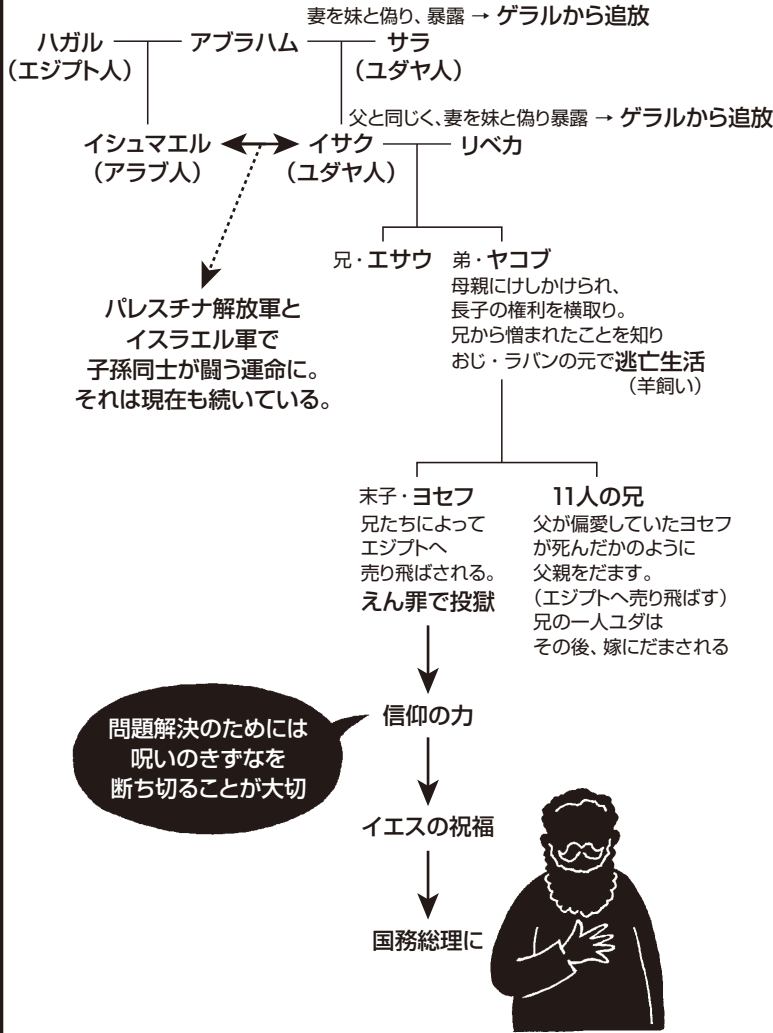 妻を妹と偽り、暴露 → ゲラルから追放
ハガル アブラハム サラ
(エジプト人) (ユダヤ人)
父と同じく、妻を妹と偽り暴露 → ゲラルから追放
イシュマエル イサク リベカ
(アラブ人) (ユダヤ人)
兄・エサウ 弟・ヤコブ
母親にけしかけられ、
長子の権利を横取り。
兄から憎まれたことを知り
おじ・ラバンの元で逃亡生活
(羊飼い)
パレスチナ解放軍と
イスラエル軍で
子孫同士が闘う運命に。
それは現在も続いている。
末子・ヨセフ
兄たちによって
エジプトへ
売り飛ばされる。
えん罪で投獄
11人の兄
父が偏愛していたヨセフ
が死んだかのように
父親をだます。
(エジプトへ売り飛ばす)
兄の一人ユダは
その後、嫁にだまされる
信仰の力
問題解決のためには
呪いのきずなを
断ち切ることが大切
イエスの祝福
国務総理に